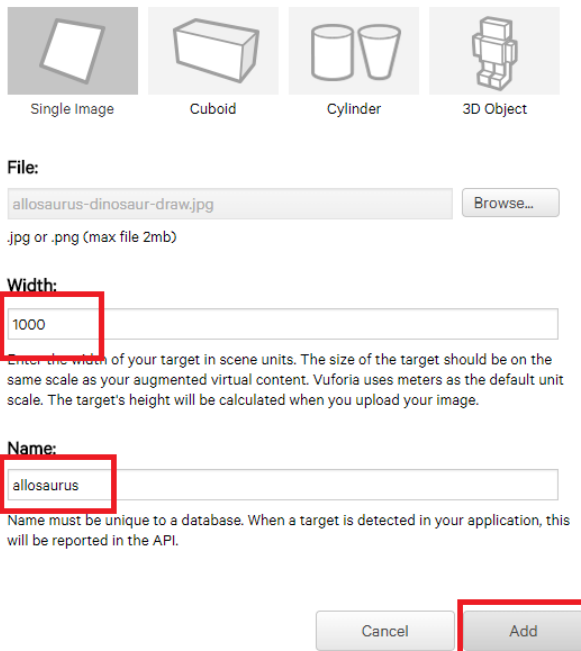 Single Image
Cuboid
Cylinder
3D Object
File:
allosaurus-dinosaur-draw.jpg
Browse...
.jpg or .png (max file 2mb)
Width:
1000
Enter the width of your target in scene units. The size of the target should be on the
same scale as your augmented virtual content. Vuforia uses meters as the default unit
scale. The target's height will be calculated when you upload your image.
Name:
allosaurus
Name must be unique to a database. When a target is detected in your application, this
will be reported in the API.
Cancel
Add